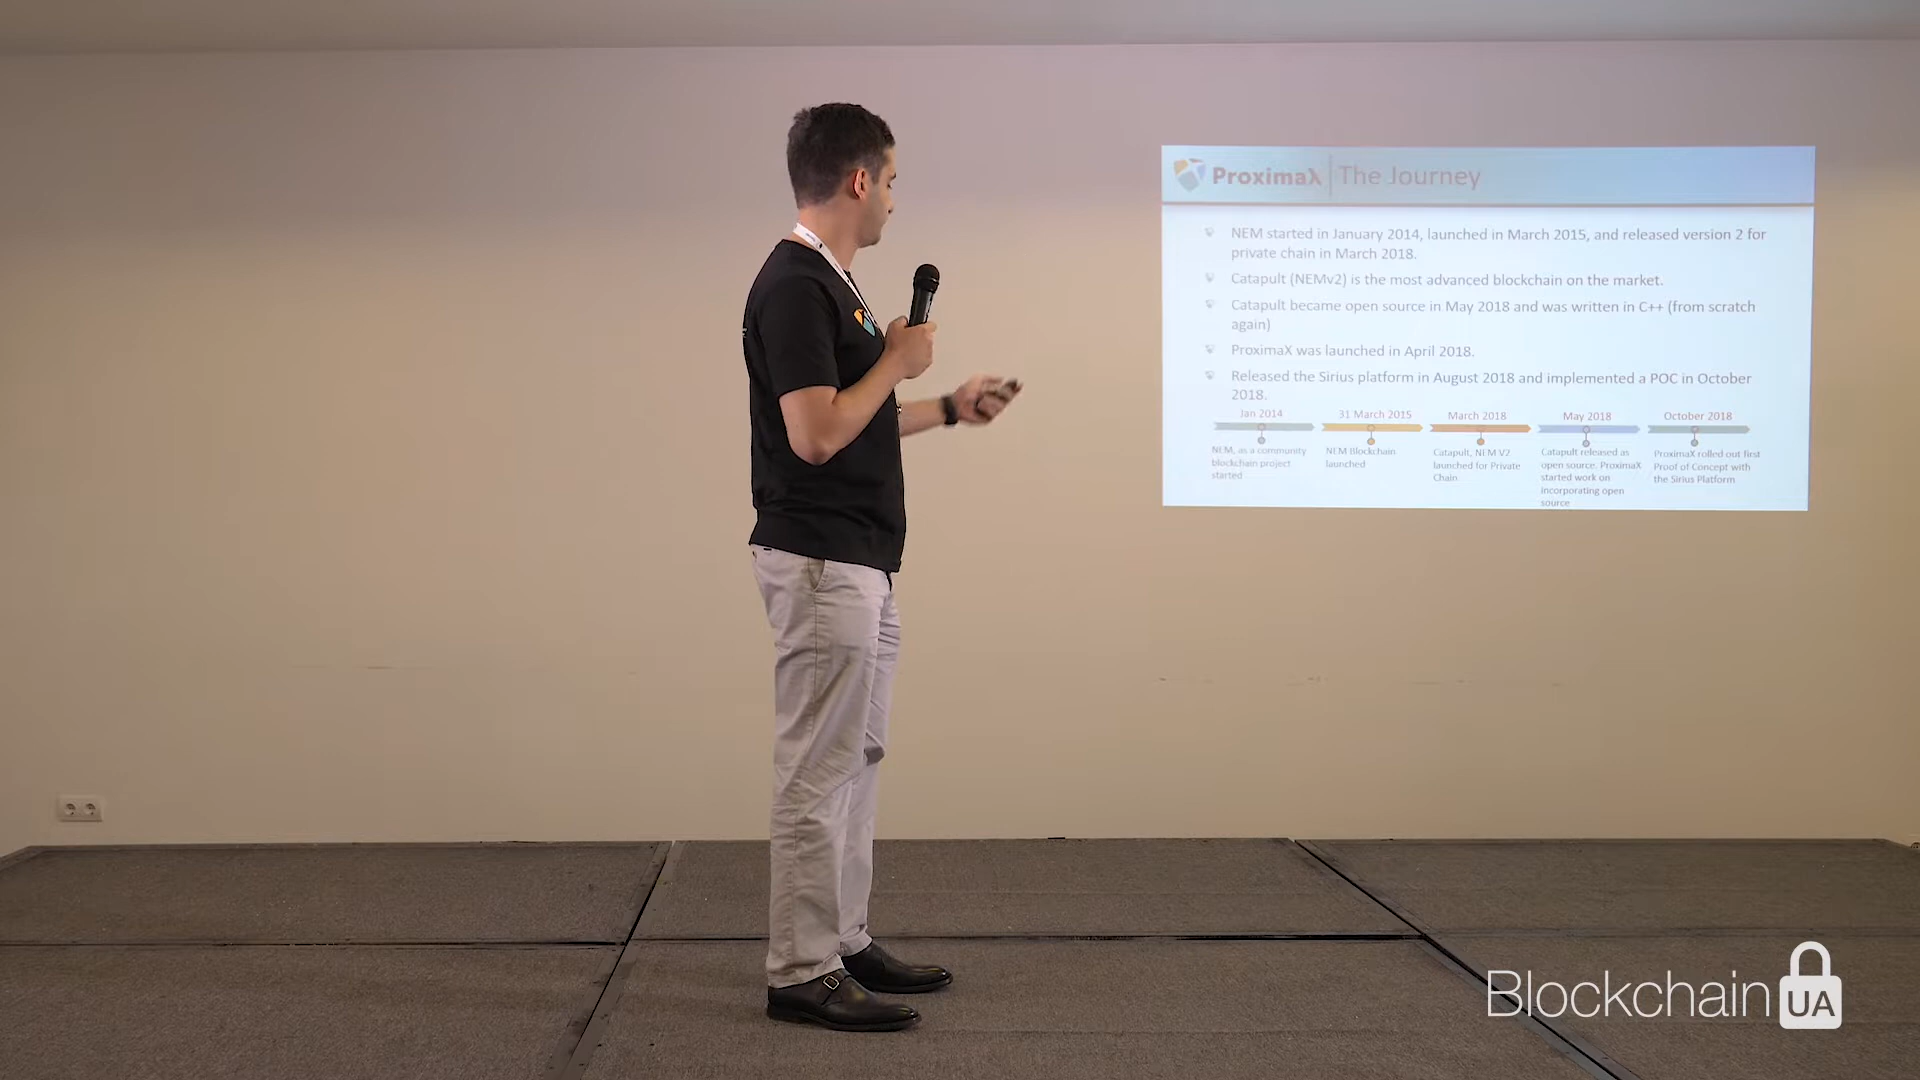 ProximaX The Journey
NEM started in January 2014, launched in March 2015, and released version 2 for
private chain in March 2018.
Catapult (NEMv2) is the most advanced blockchain on the market.
Catapult became open source in May 2018 and was written in C++ (from scratch
again)
ProximaX was launched in April 2018.
Released the Sirius platform in August 2018 and implemented a POC in October
2018.
Jan 2014
NEM, as a community
blockchain project
started
31 March 2015
NEM Blockchain
launched
March 2018
Catapult, NEM V2
launched for Private
Chain
May 2018
Catapult released as
open source. ProximaX
started work on
incorporating open
source
October 2018
ProximaX rolled out first
Proof of Concept with
the Sirius Platform
Blockchain UA